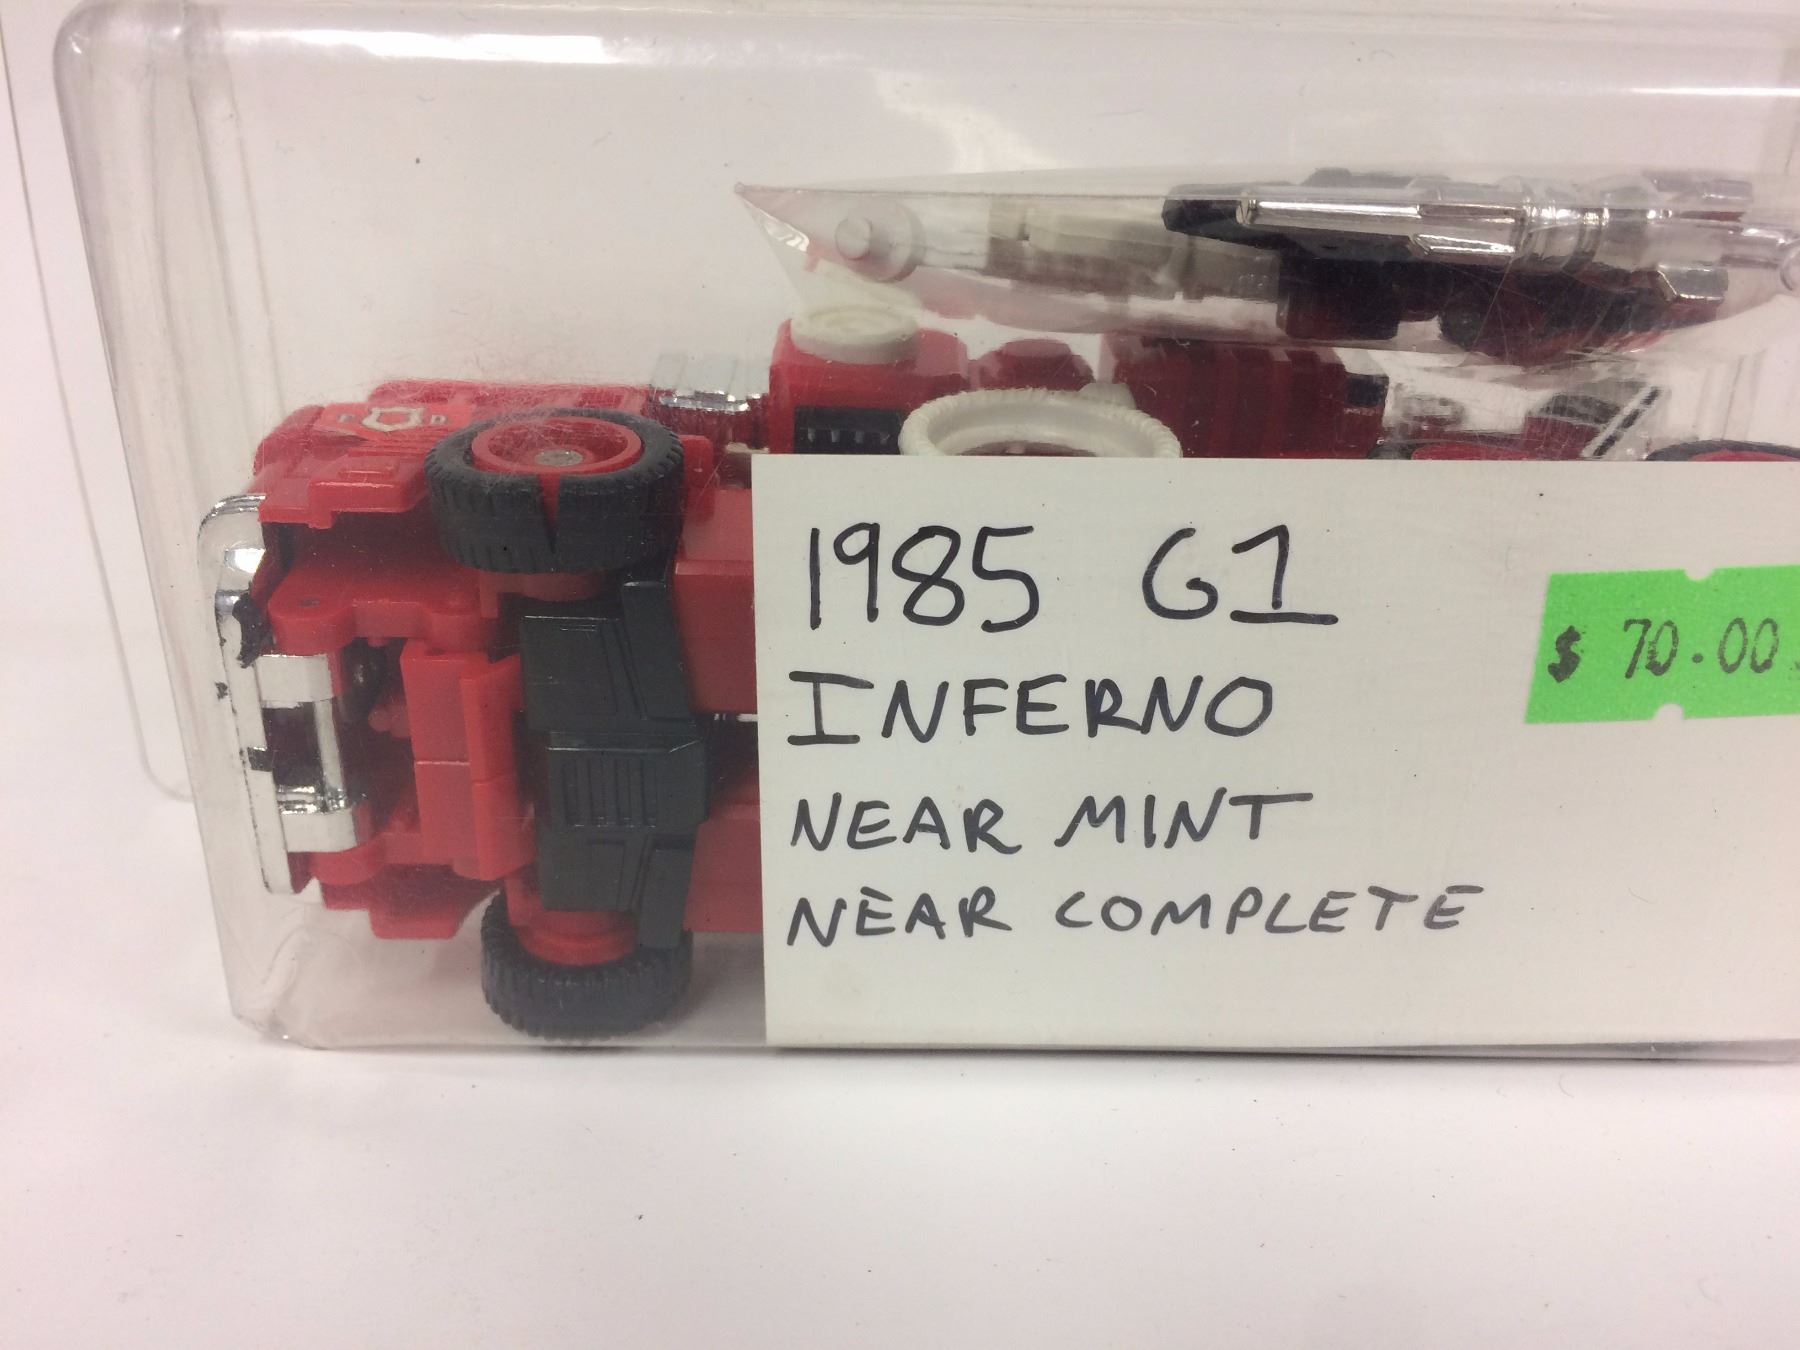 F D
1985 G1
INFERNO
NEAR MINT
NEAR COMPLETE
$ 70.00